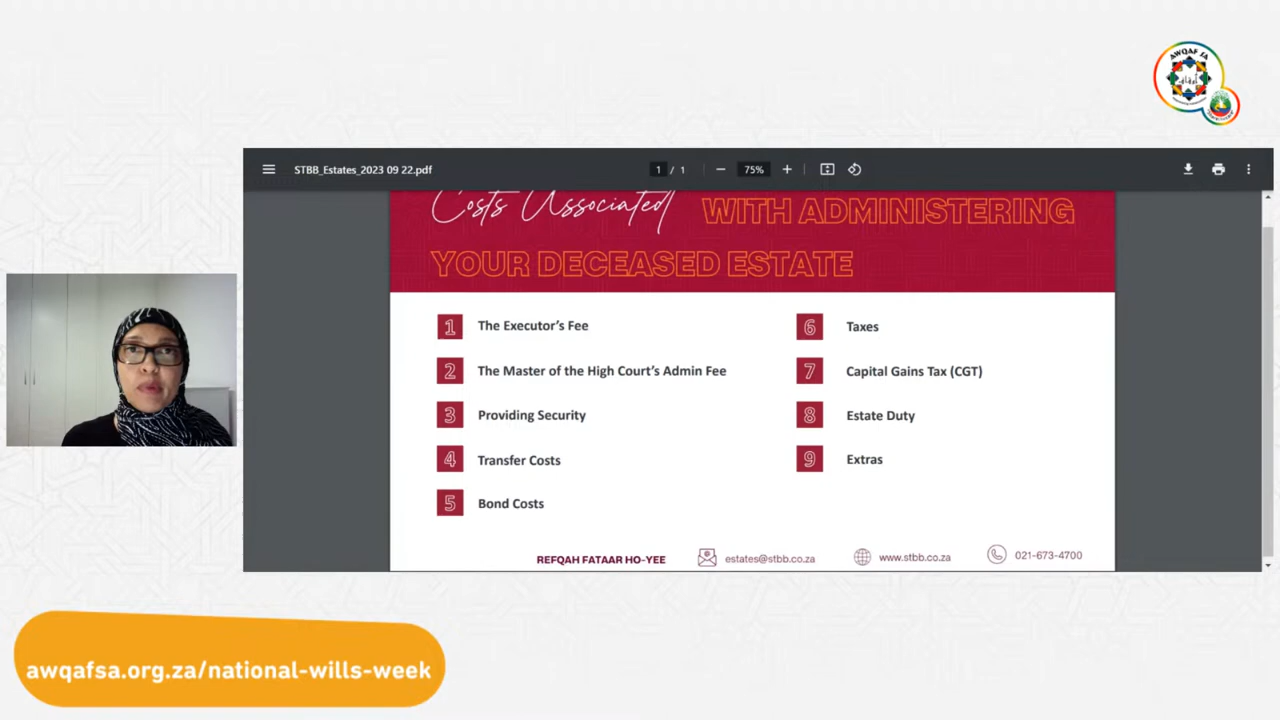 AWQAF SA
STBB_Estates_2023 09 22.pdf
1 / 1
75%
Costs Associated WITH ADMINISTERING
YOUR DECEASED ESTATE
1 The Executor's Fee
2 The Master of the High Court's Admin Fee
3 Providing Security
4 Transfer Costs
5 Bond Costs
6 Taxes
7 Capital Gains Tax (CGT)
8 Estate Duty
9 Extras
REFQAH FATAAR HO-YEE
estates@stbb.co.za
www.stbb.co.za
021-673-4700
awqafsa.org.za/national-wills-week